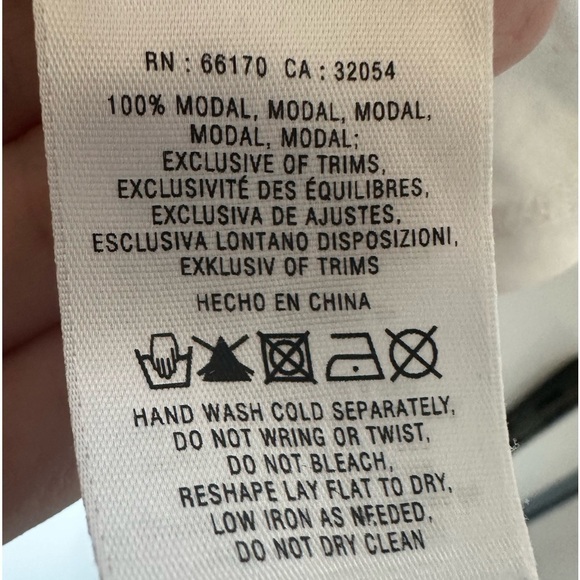 RN : 66170 CA : 32054
100% MODAL, MODAL, MODAL,
MODAL, MODAL;
EXCLUSIVE OF TRIMS,
EXCLUSIVITÉ DES ÉQUILIBRES,
EXCLUSIVA DE AJUSTES,
ESCLUSIVA LONTANO DISPOSIZIONI,
EXKLUSIV OF TRIMS
HECHO EN CHINA
HAND WASH COLD SEPARATELY,
DO NOT WRING OR TWIST,
DO NOT BLEACH,
RESHAPE LAY FLAT TO DRY,
LOW IRON AS NEEDED,
DO NOT DRY CLEAN